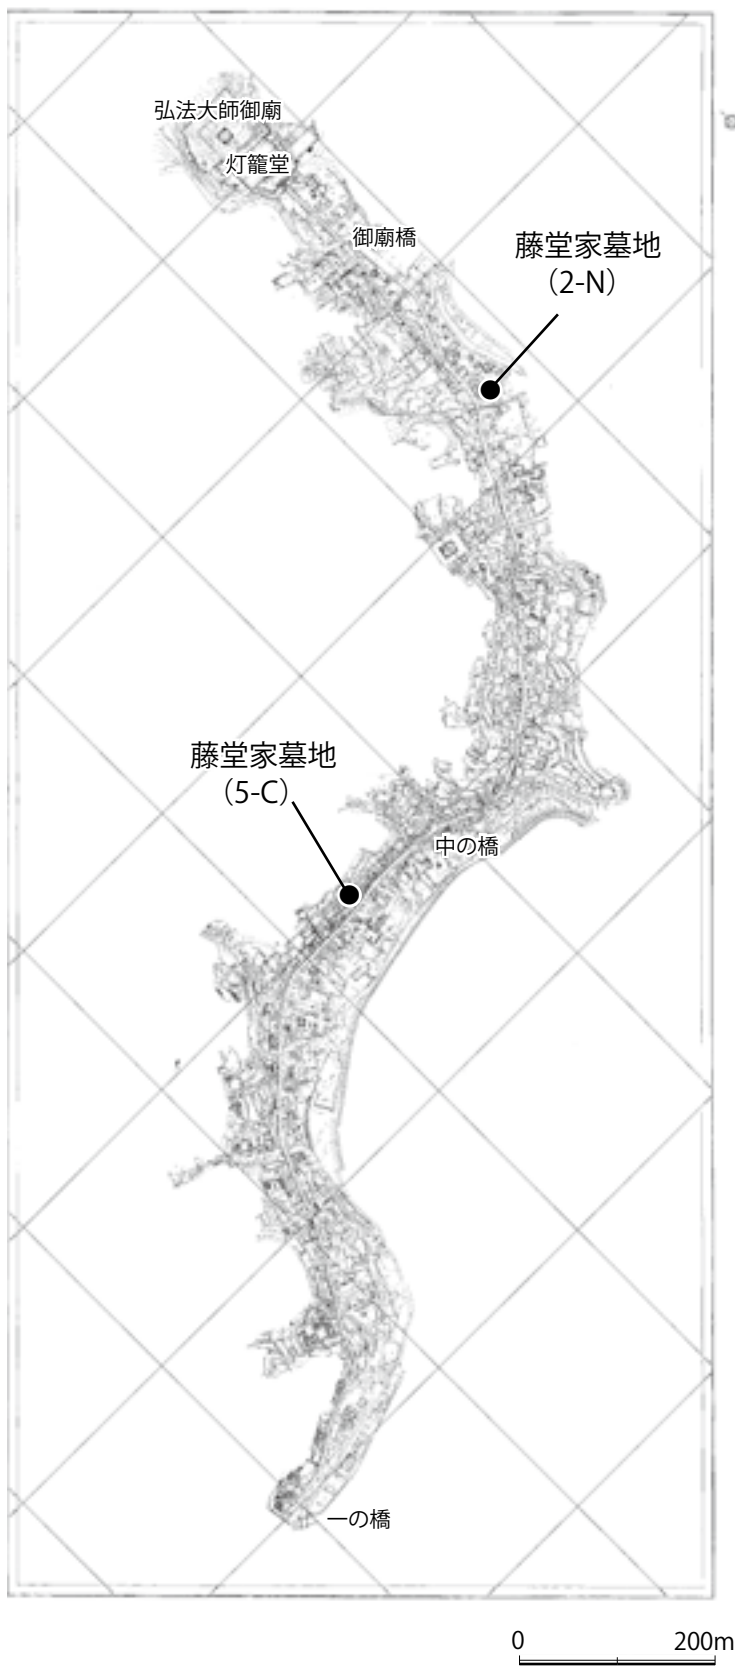 弘法大師御廟
灯籠堂
御廟橋
藤堂家墓地
（2-N）
藤堂家墓地
（5-C）
中の橋
一の橋
0 200m